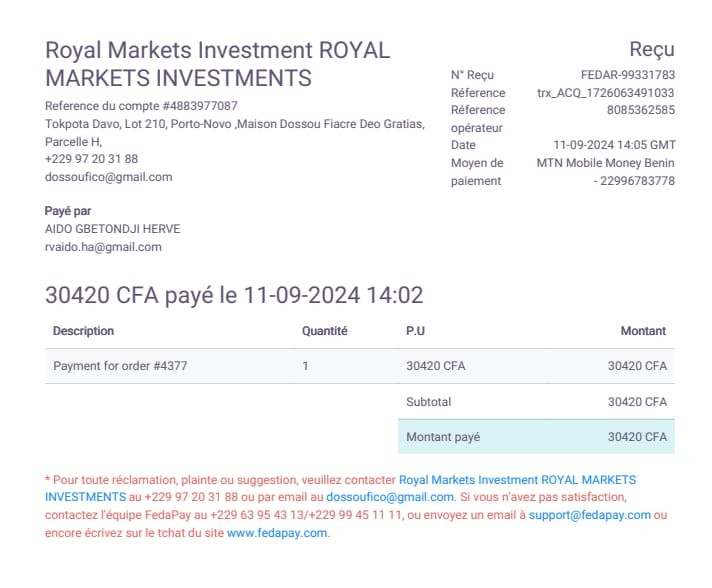 Royal Markets Investment ROYAL
MARKETS INVESTMENTS
Reference du compte #4883977087
Tokpota Davo, Lot 210, Porto-Novo ,Maison Dossou Fiacre Deo Gratias,
Parcelle H,
+229 97 20 31 88
dossoufico@gmail.com
Reçu
N° Reçu FEDAR-99331783
Réference trx_ACQ_1726063491033
Référence 8085362585
opérateur
Date 11-09-2024 14:05 GMT
Moyen de MTN Mobile Money Benin
paiement - 22996783778
Payé par
AIDO GBETONDJI HERVE
rvaido.ha@gmail.com
30420 CFA payé le 11-09-2024 14:02
Description Quantité P.U Montant
Payment for order #4377 1 30420 CFA 30420 CFA
Subtotal 30420 CFA
Montant payé 30420 CFA
* Pour toute réclamation, plainte ou suggestion, veuillez contacter Royal Markets Investment ROYAL MARKETS
INVESTMENTS au +229 97 20 31 88 ou par email au dossoufico@gmail.com. Si vous n'avez pas satisfaction,
contactez l'équipe FedaPay au +229 63 95 43 13/+229 99 45 11 11, ou envoyez un email à support@fedapay.com ou
encore écrivez sur le tchat du site www.fedapay.com.